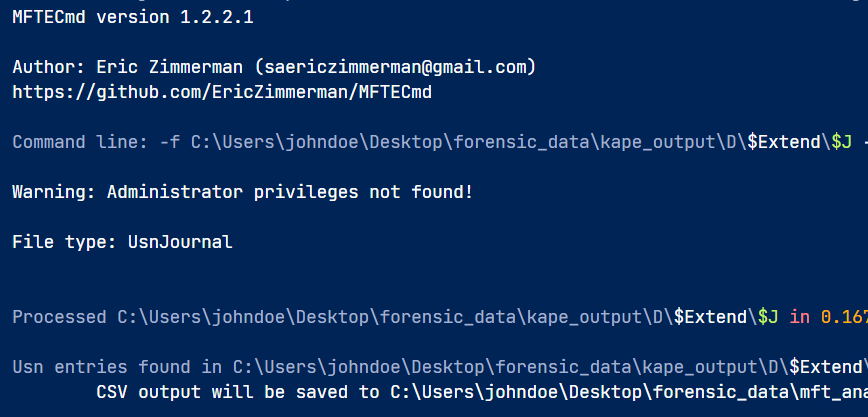 MFTECmd version 1.2.2.1
Author: Eric Zimmerman (saericzimmerman@gmail.com)
https://github.com/EricZimmerman/MFTECmd
Command line: -f C:\Users\johndoe\Desktop\forensic_data\kape_output\D\$Extend\$J -
Warning: Administrator privileges not found!
File type: UsnJournal
Processed C:\Users\johndoe\Desktop\forensic_data\kape_output\D\$Extend\$J in 0.167
Usn entries found in C:\Users\johndoe\Desktop\forensic_data\kape_output\D\$Extend\
CSV output will be saved to C:\Users\johndoe\Desktop\forensic_data\mft_ana